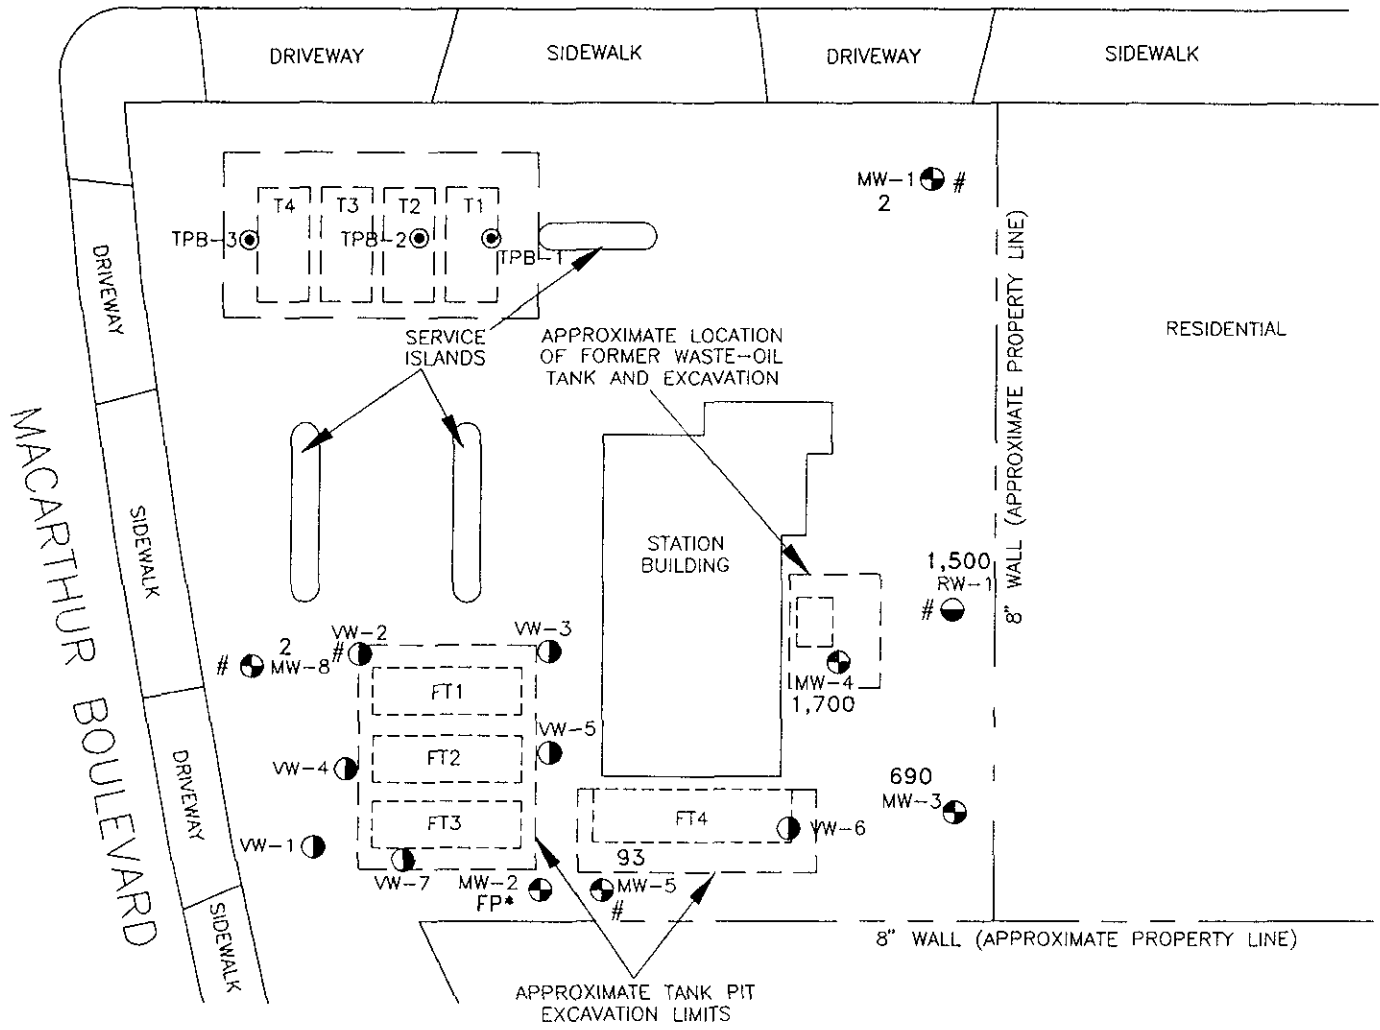 DRIVEWAY
SIDEWALK
DRIVEWAY
SIDEWALK
MW-1 #
2
T4
T3
T2
T1
TPB-3
TPB-2
TPB-1
DRIVEWAY
SERVICE
ISLANDS
APPROXIMATE LOCATION
OF FORMER WASTE-OIL
TANK AND EXCAVATION
8" WALL (APPROXIMATE PROPERTY LINE)
RESIDENTIAL
MACARTHUR BOULEVARD
SIDEWALK
STATION
BUILDING
1,500
RW-1
#
VW-2
#
VW-3
2
# MW-8
FT1
MW-4
1,700
VW-5
FT2
VW-4
DRIVEWAY
690
MW-3
FT3
FT4
VW-6
VW-1
VW-7
MW-2
FP*
93
MW-5
#
SIDEWALK
8" WALL (APPROXIMATE PROPERTY LINE)
APPROXIMATE TANK PIT
EXCAVATION LIMITS